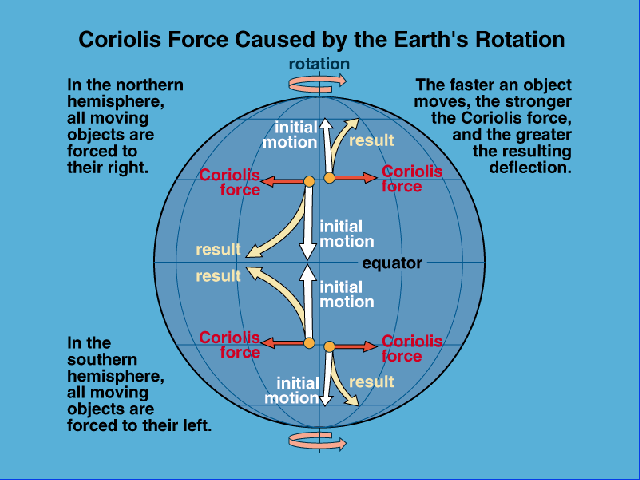 Coriolis Force Caused by the Earth's Rotation
rotation
In the northern
hemisphere,
all moving
objects are
forced to
their right.
The faster an object
moves, the stronger
the Coriolis force,
and the greater
the resulting
deflection.
initial
motion
result
Coriolis
force
Coriolis
force
initial
motion
result
equator
result
initial
motion
Coriolis
force
Coriolis
force
initial
motion
result
In the
southern
hemisphere,
all moving
objects are
forced to their left.